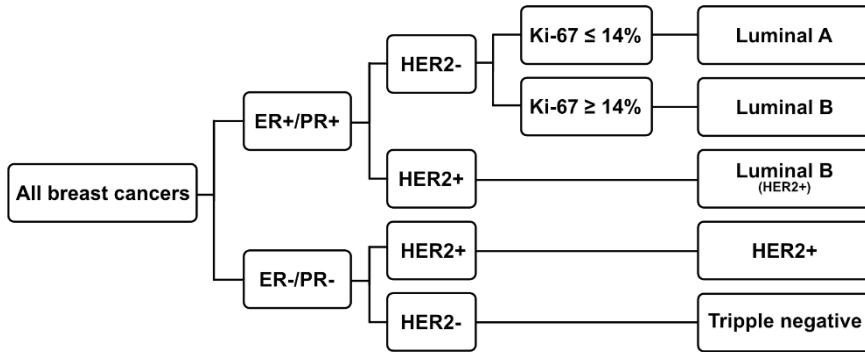 Ki-67 ≤ 14%
Luminal A
HER2-
Ki-67 ≥ 14%
Luminal B
ER+/PR+
HER2+
Luminal B
(HER2+)
All breast cancers
HER2+
HER2+
ER-/PR-
HER2-
Tripple negative